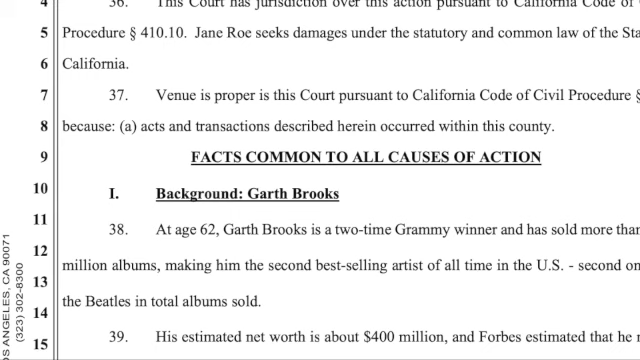 4 36. This Court has jurisdiction over this action pursuant to California Code of
5 Procedure § 410.10. Jane Roe seeks damages under the statutory and common law of the
6 California.
7 37. Venue is proper is this Court pursuant to California Code of Civil Procedure §
8 because: (a) acts and transactions described herein occurred within this county.
9 FACTS COMMON TO ALL CAUSES OF ACTION
10 I. Background: Garth Brooks
11 38. At age 62, Garth Brooks is a two-time Grammy winner and has sold more than
12 million albums, making him the second best-selling artist of all time in the U.S. - second
13 the Beatles in total albums sold.
14
15 39. His estimated net worth is about $400 million, and Forbes estimated that he
ANGELES, CA 90071
(323) 302-8300